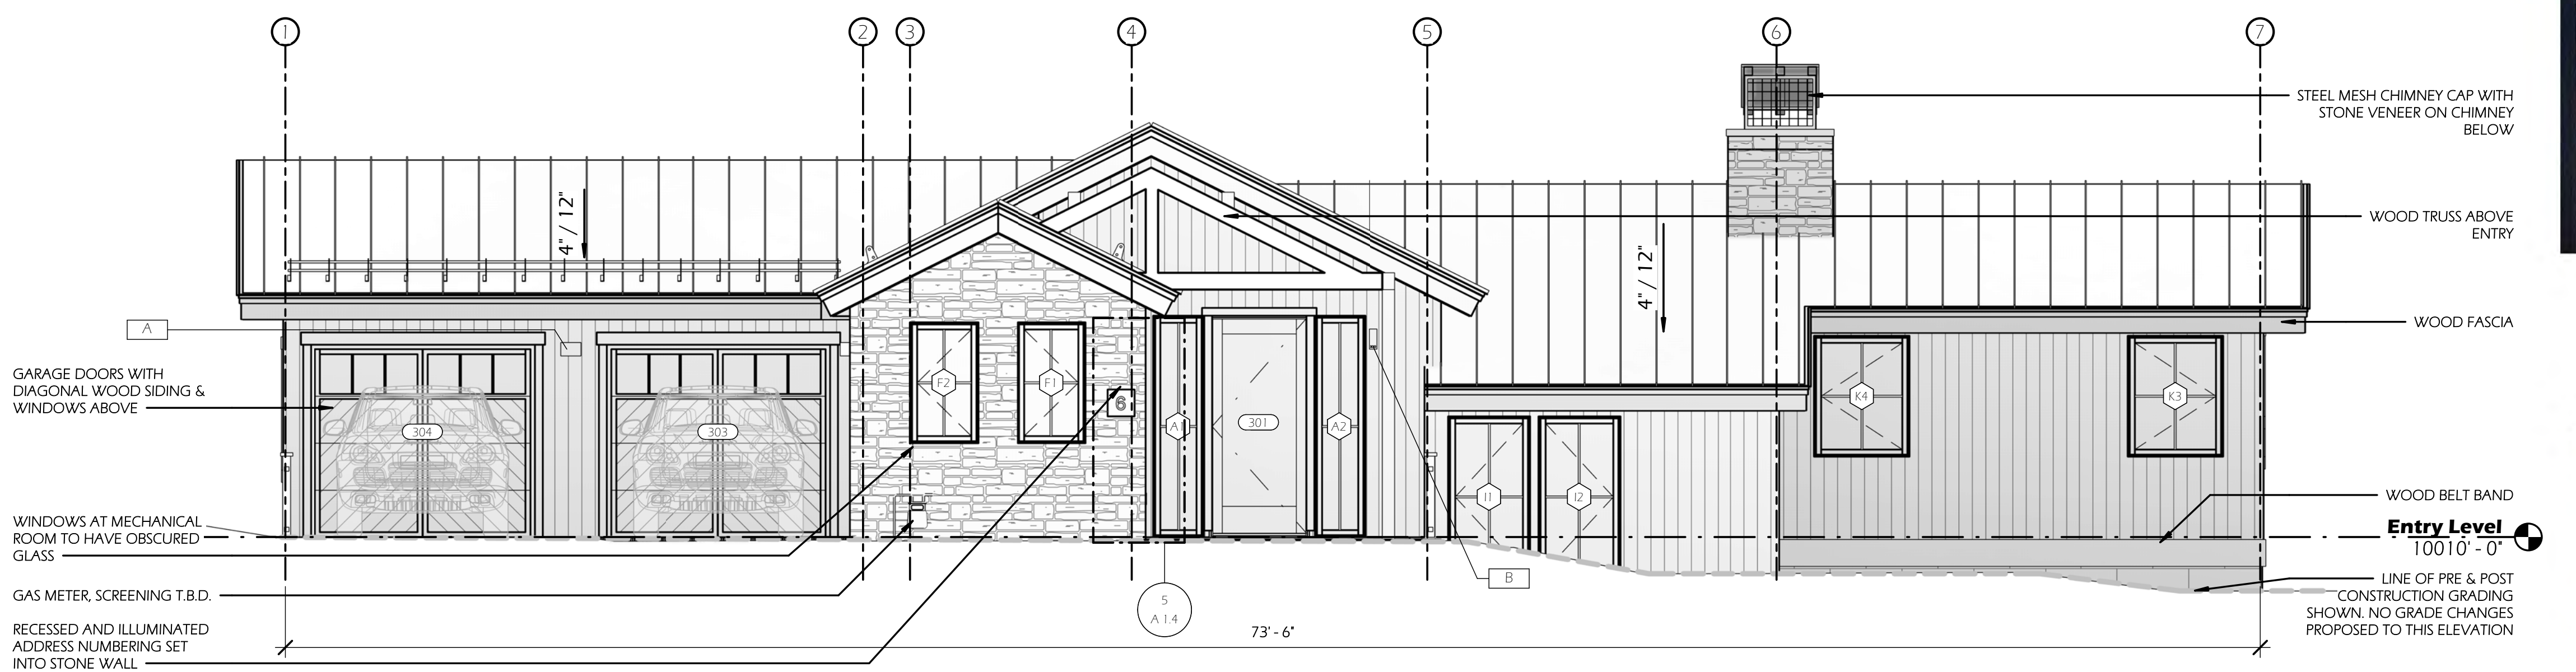 1
2
3
4
5
6
7
STEEL MESH CHIMNEY CAP WITH
STONE VENEER ON CHIMNEY
BELOW
4" / 12"
4" / 12"
WOOD TRUSS ABOVE
ENTRY
A
WOOD FASCIA
GARAGE DOORS WITH
DIAGONAL WOOD SIDING &
WINDOWS ABOVE
304
303
F2
F1
6
A1
301
A2
K4
K3
I1
I2
WOOD BELT BAND
WINDOWS AT MECHANICAL
ROOM TO HAVE OBSCURED
GLASS
Entry Level
10010' - 0"
B
GAS METER, SCREENING T.B.D.
5
A 1.4
LINE OF PRE & POST
CONSTRUCTION GRADING
SHOWN. NO GRADE CHANGES
PROPOSED TO THIS ELEVATION
RECESSED AND ILLUMINATED
ADDRESS NUMBERING SET
INTO STONE WALL
73' - 6"